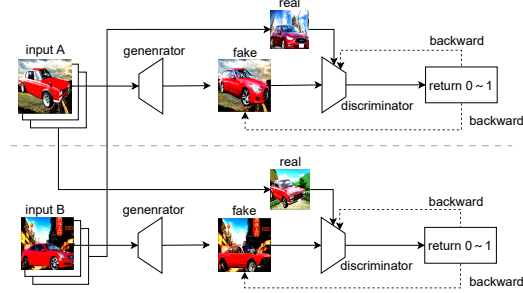 real
input A
genenrator
fake
backward
return 0 ~ 1
discriminator
backward
real
input B
genenrator
fake
backward
return 0 ~ 1
discriminator
backward